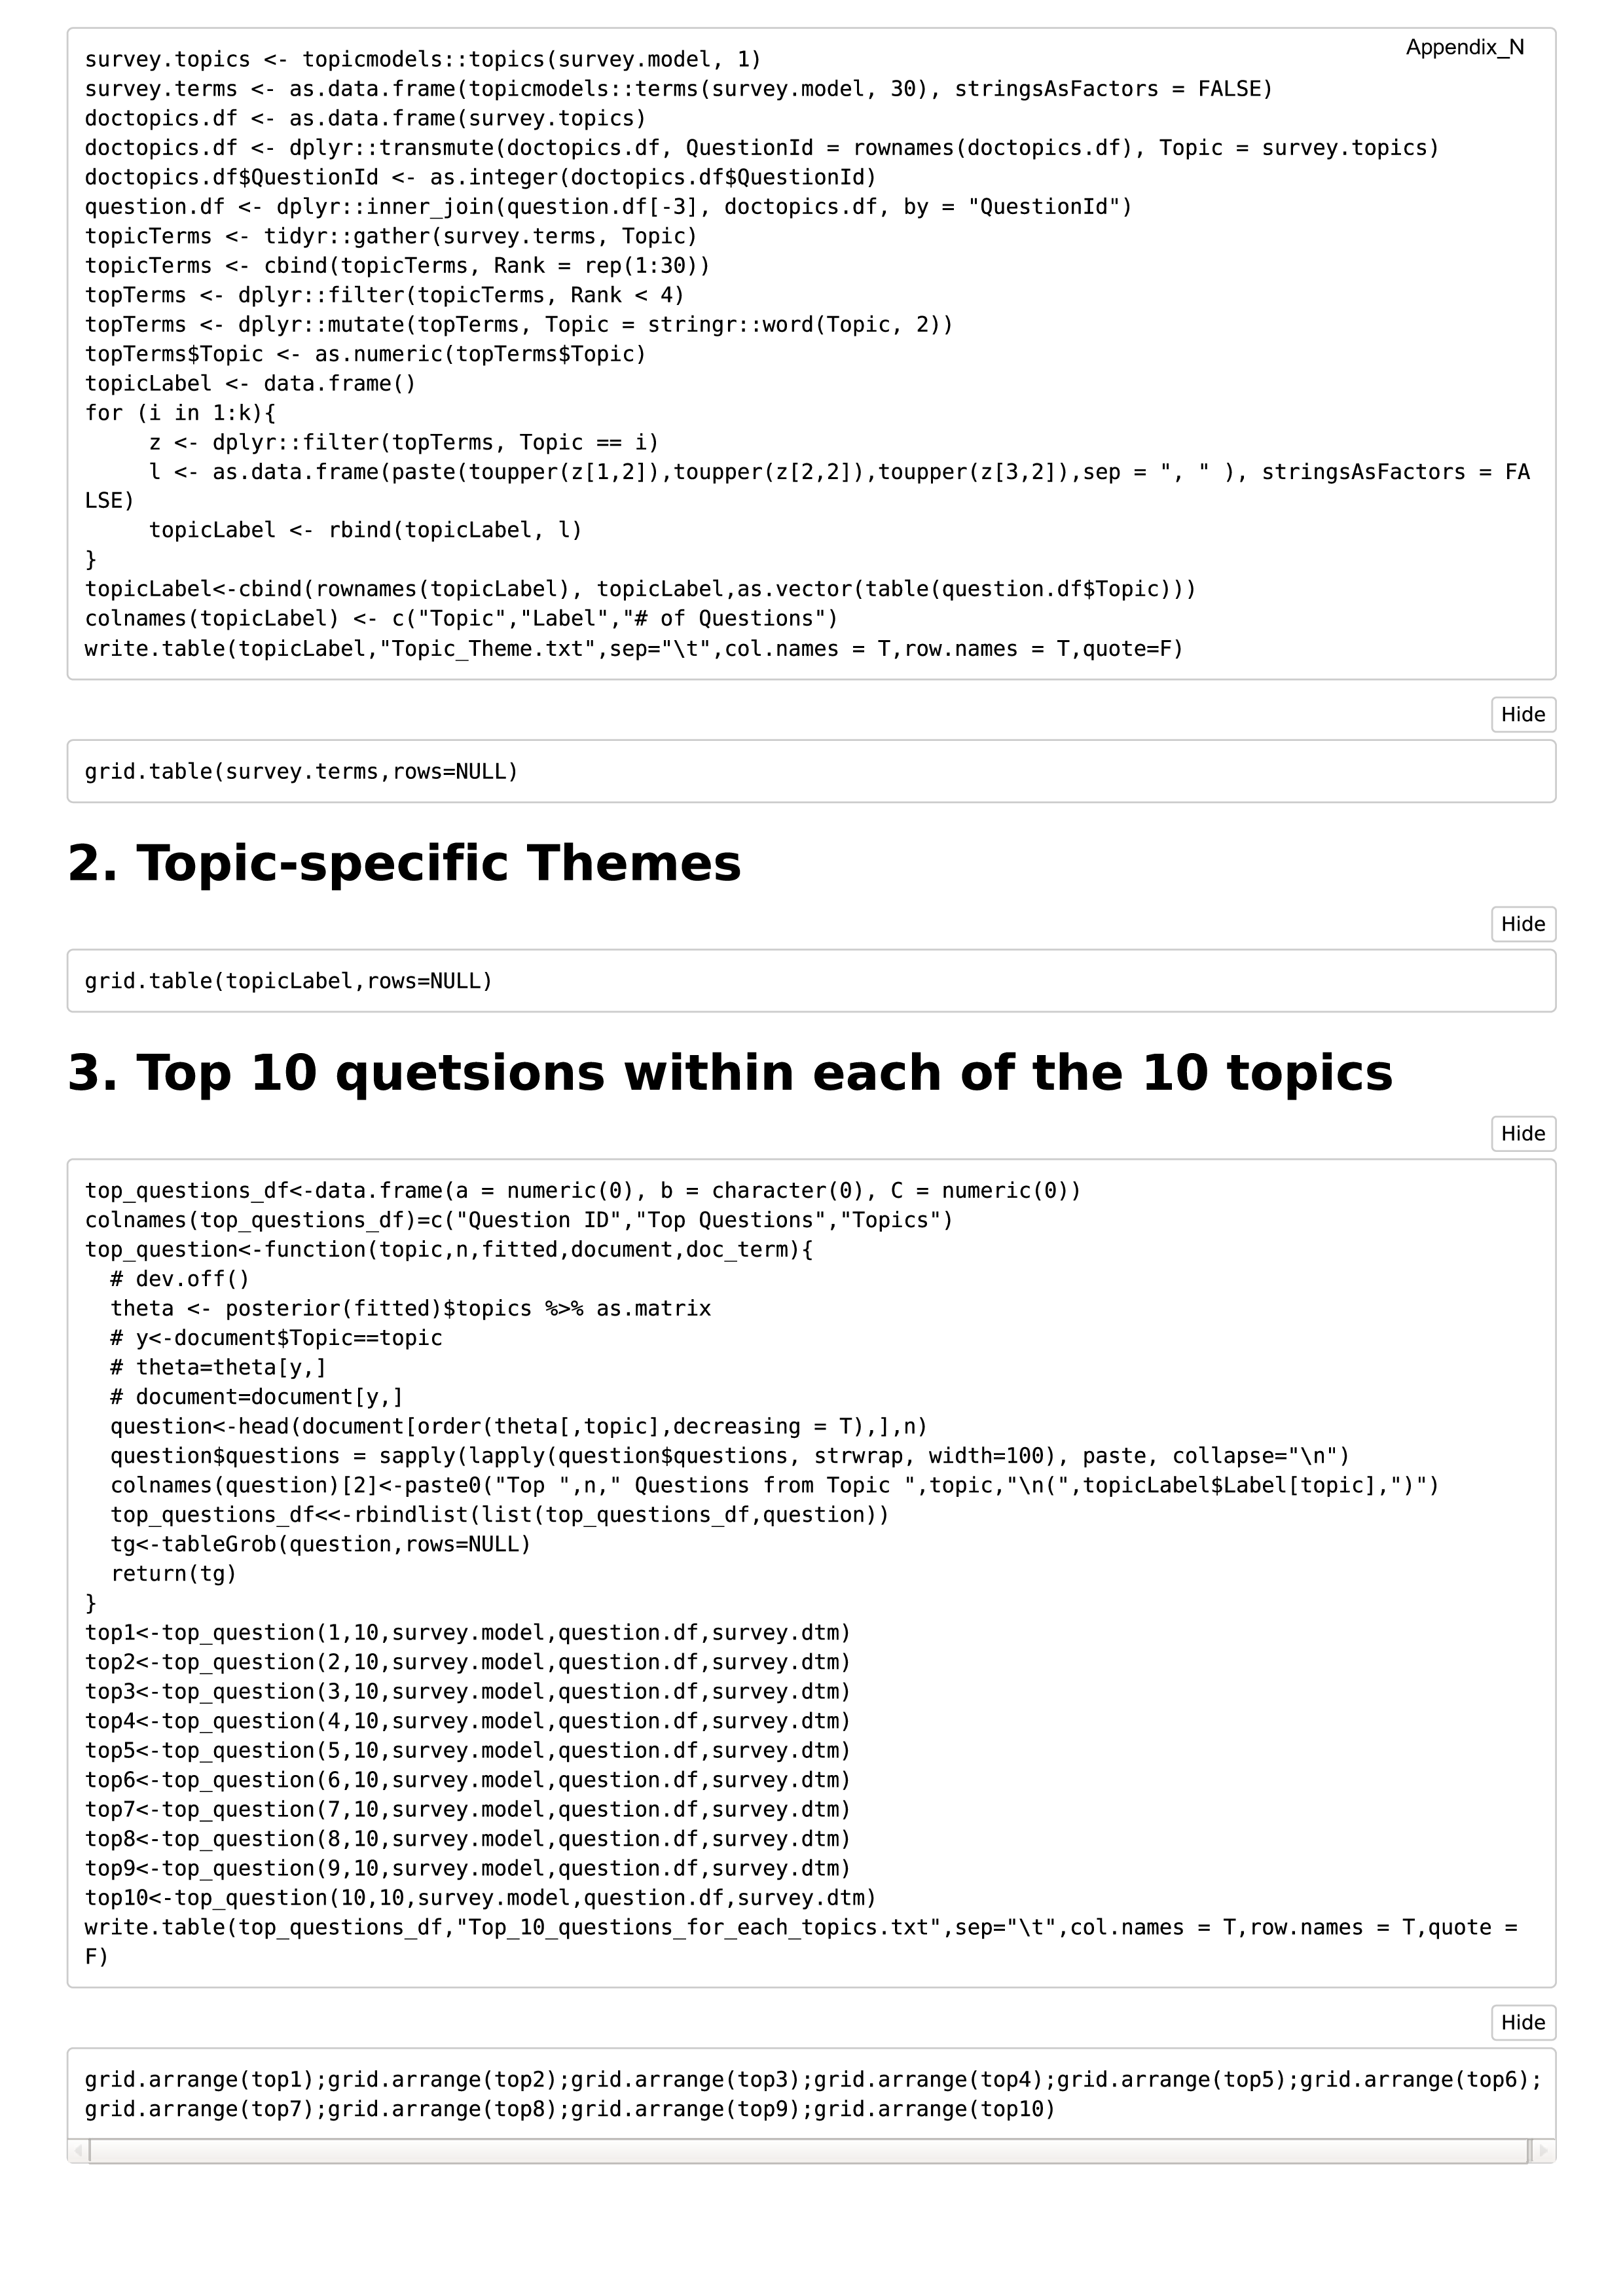 Appendix_N
survey.topics <- topicmodels::topics(survey.model, 1)
survey.terms <- as.data.frame(topicmodels::terms(survey.model, 30), stringsAsFactors = FALSE)
doctopics.df <- as.data.frame(survey.topics)
doctopics.df <- dplyr::transmute(doctopics.df, QuestionId = rownames(doctopics.df), Topic = survey.topics)
doctopics.df$QuestionId <- as.integer(doctopics.df$QuestionId)
question.df <- dplyr::inner_join(question.df[-3], doctopics.df, by = "QuestionId")
topicTerms <- tidyr::gather(survey.terms, Topic)
topicTerms <- cbind(topicTerms, Rank = rep(1:30))
topTerms <- dplyr::filter(topicTerms, Rank < 4)
topTerms <- dplyr::mutate(topTerms, Topic = stringr::word(Topic, 2))
topTerms$Topic <- as.numeric(topTerms$Topic)
topicLabel <- data.frame()
for (i in 1:k){
     z <- dplyr::filter(topTerms, Topic == i)
     l <- as.data.frame(paste(toupper(z[1,2]),toupper(z[2,2]),toupper(z[3,2]),sep = ", " ), stringsAsFactors = FA
LSE)
     topicLabel <- rbind(topicLabel, l)
}
topicLabel<-cbind(rownames(topicLabel), topicLabel,as.vector(table(question.df$Topic)))
colnames(topicLabel) <- c("Topic","Label","# of Questions")
write.table(topicLabel,"Topic_Theme.txt",sep="\t",col.names = T,row.names = T,quote=F)
Hide
grid.table(survey.terms,rows=NULL)
2. Topic-specific Themes
Hide
grid.table(topicLabel,rows=NULL)
3. Top 10 quetsions within each of the 10 topics
Hide
top_questions_df<-data.frame(a = numeric(0), b = character(0), C = numeric(0))
colnames(top_questions_df)=c("Question ID","Top Questions","Topics")
top_question<-function(topic,n,fitted,document,doc_term){
  # dev.off()
  theta <- posterior(fitted)$topics %>% as.matrix
  # y<-document$Topic==topic
  # theta=theta[y,]
  # document=document[y,]
  question<-head(document[order(theta[,topic],decreasing = T),],n)
  question$questions = sapply(lapply(question$questions, strwrap, width=100), paste, collapse="\n")
  colnames(question)[2]<-paste0("Top ",n," Questions from Topic ",topic,"\n(",topicLabel$Label[topic],")")
  top_questions_df<<-rbindlist(list(top_questions_df,question))
  tg<-tableGrob(question,rows=NULL)
  return(tg)
}
top1<-top_question(1,10,survey.model,question.df,survey.dtm)
top2<-top_question(2,10,survey.model,question.df,survey.dtm)
top3<-top_question(3,10,survey.model,question.df,survey.dtm)
top4<-top_question(4,10,survey.model,question.df,survey.dtm)
top5<-top_question(5,10,survey.model,question.df,survey.dtm)
top6<-top_question(6,10,survey.model,question.df,survey.dtm)
top7<-top_question(7,10,survey.model,question.df,survey.dtm)
top8<-top_question(8,10,survey.model,question.df,survey.dtm)
top9<-top_question(9,10,survey.model,question.df,survey.dtm)
top10<-top_question(10,10,survey.model,question.df,survey.dtm)
write.table(top_questions_df,"Top_10_questions_for_each_topics.txt",sep="\t",col.names = T,row.names = T,quote =
F)
Hide
grid.arrange(top1);grid.arrange(top2);grid.arrange(top3);grid.arrange(top4);grid.arrange(top5);grid.arrange(top6);
grid.arrange(top7);grid.arrange(top8);grid.arrange(top9);grid.arrange(top10)